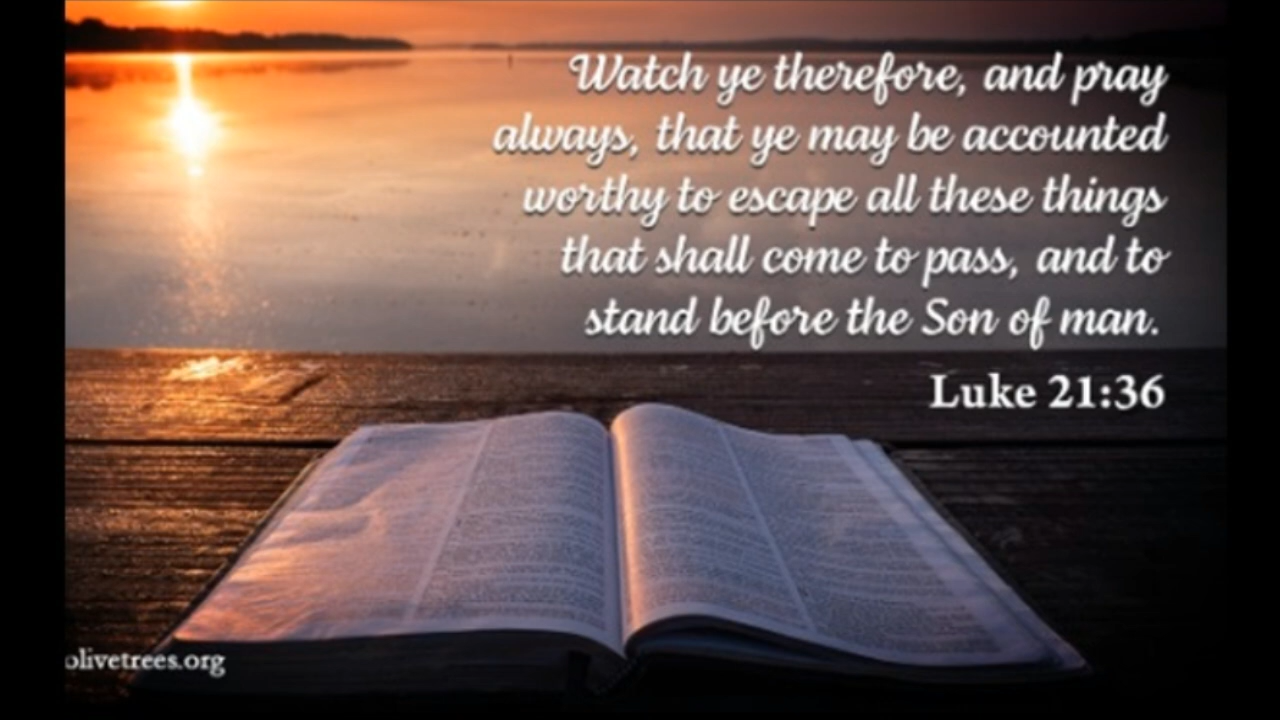 Watch ye therefore, and pray
always, that ye may be accounted
worthy to escape all these things
that shall come to pass, and to
stand before the Son of man.
Luke 21:36
olivetrees.org